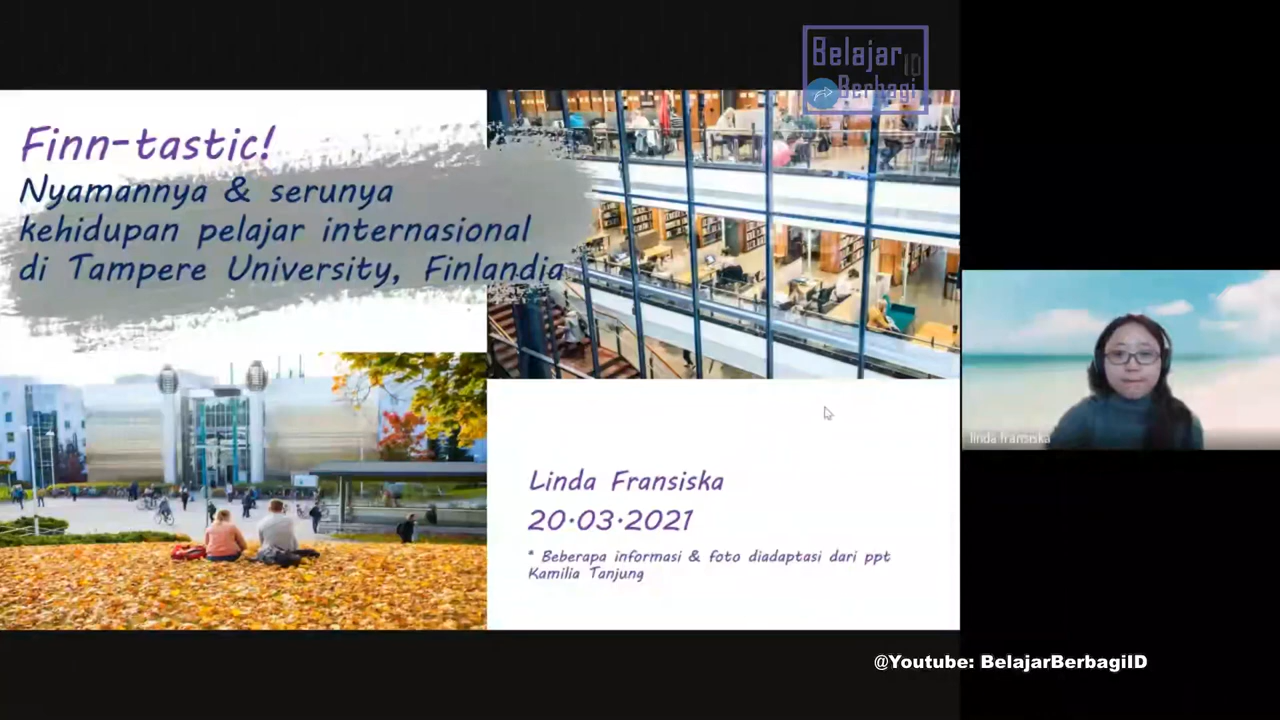 Belajar ID
Berbagi
Finn-tastic!
Nyamannya & serunya
kehidupan pelajar internasional
di Tampere University, Finlandia
linda fransiska
Linda Fransiska
20.03.2021
* Beberapa informasi & foto diadaptasi dari ppt
Kamilia Tanjung
@Youtube: BelajarBerbagiID